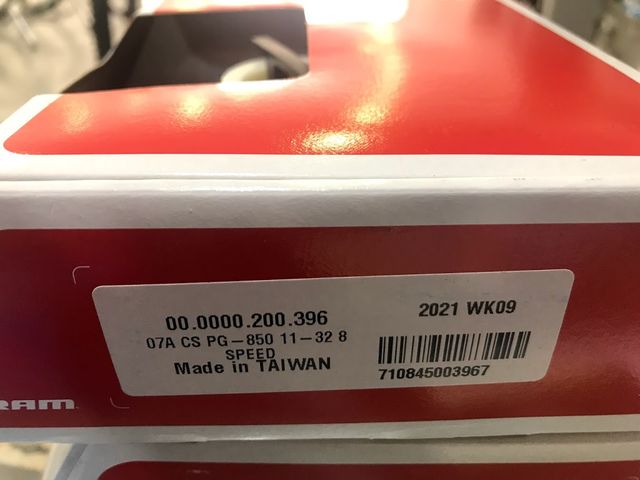 00.0000.200.396
07A CS PG-850 11-32 8
SPEED
Made in TAIWAN
2021 WK09
710845003967
RAM